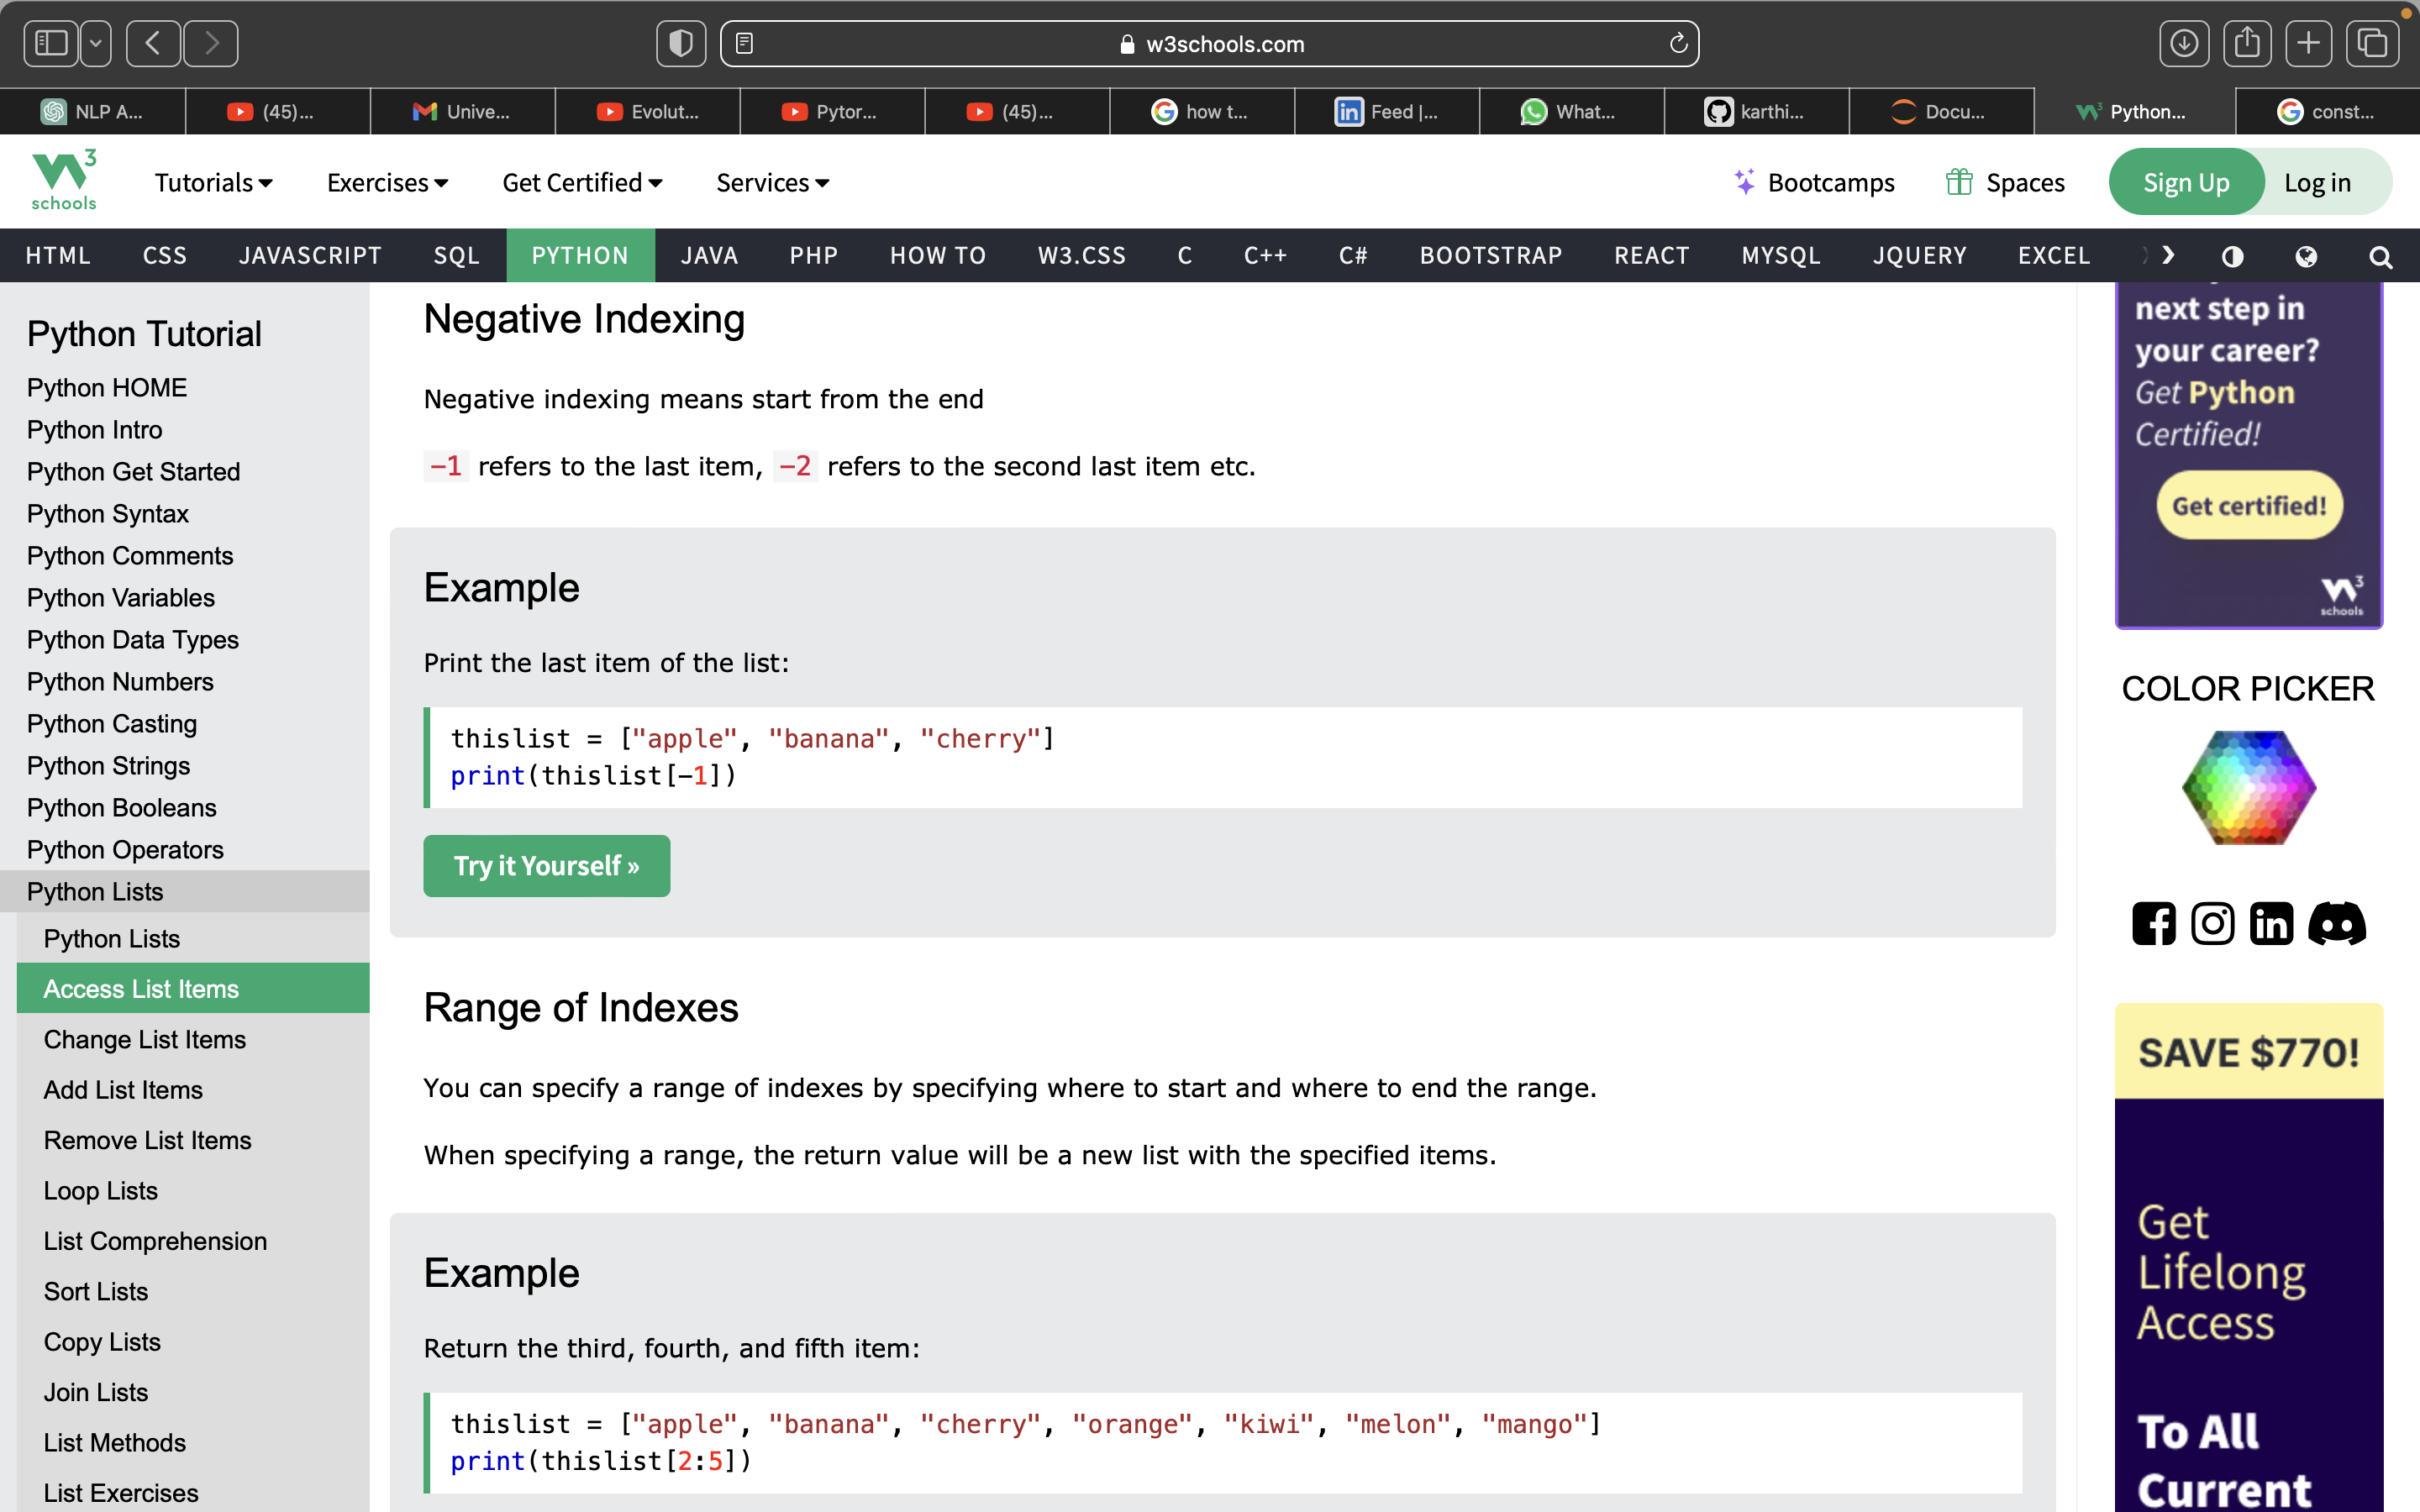 w3schools.com
NLP A...
(45)...
Unive...
Evolut...
Pytor...
(45)...
how t...
Feed |...
What...
karthi...
Docu...
Python...
const...
W3 schools
Tutorials
Exercises
Get Certified
Services
Bootcamps
Spaces
Sign Up
Log in
HTML CSS JAVASCRIPT SQL PYTHON JAVA PHP HOW TO W3.CSS C C++ C# BOOTSTRAP REACT MYSQL JQUERY EXCEL
Python Tutorial
Python HOME
Python Intro
Python Get Started
Python Syntax
Python Comments
Python Variables
Python Data Types
Python Numbers
Python Casting
Python Strings
Python Booleans
Python Operators
Python Lists
Python Lists
Access List Items
Change List Items
Add List Items
Remove List Items
Loop Lists
List Comprehension
Sort Lists
Copy Lists
Join Lists
List Methods
List Exercises
Negative Indexing
Negative indexing means start from the end
-1 refers to the last item, -2 refers to the second last item etc.
Example
Print the last item of the list:
thislist = ["apple", "banana", "cherry"]
print(thislist[-1])
Try it Yourself »
Range of Indexes
You can specify a range of indexes by specifying where to start and where to end the range.
When specifying a range, the return value will be a new list with the specified items.
Example
Return the third, fourth, and fifth item:
thislist = ["apple", "banana", "cherry", "orange", "kiwi", "melon", "mango"]
print(thislist[2:5])
next step in
your career?
Get Python
Certified!
Get certified!
W3 schools
COLOR PICKER
SAVE $770!
Get
Lifelong
Access
To All
Current